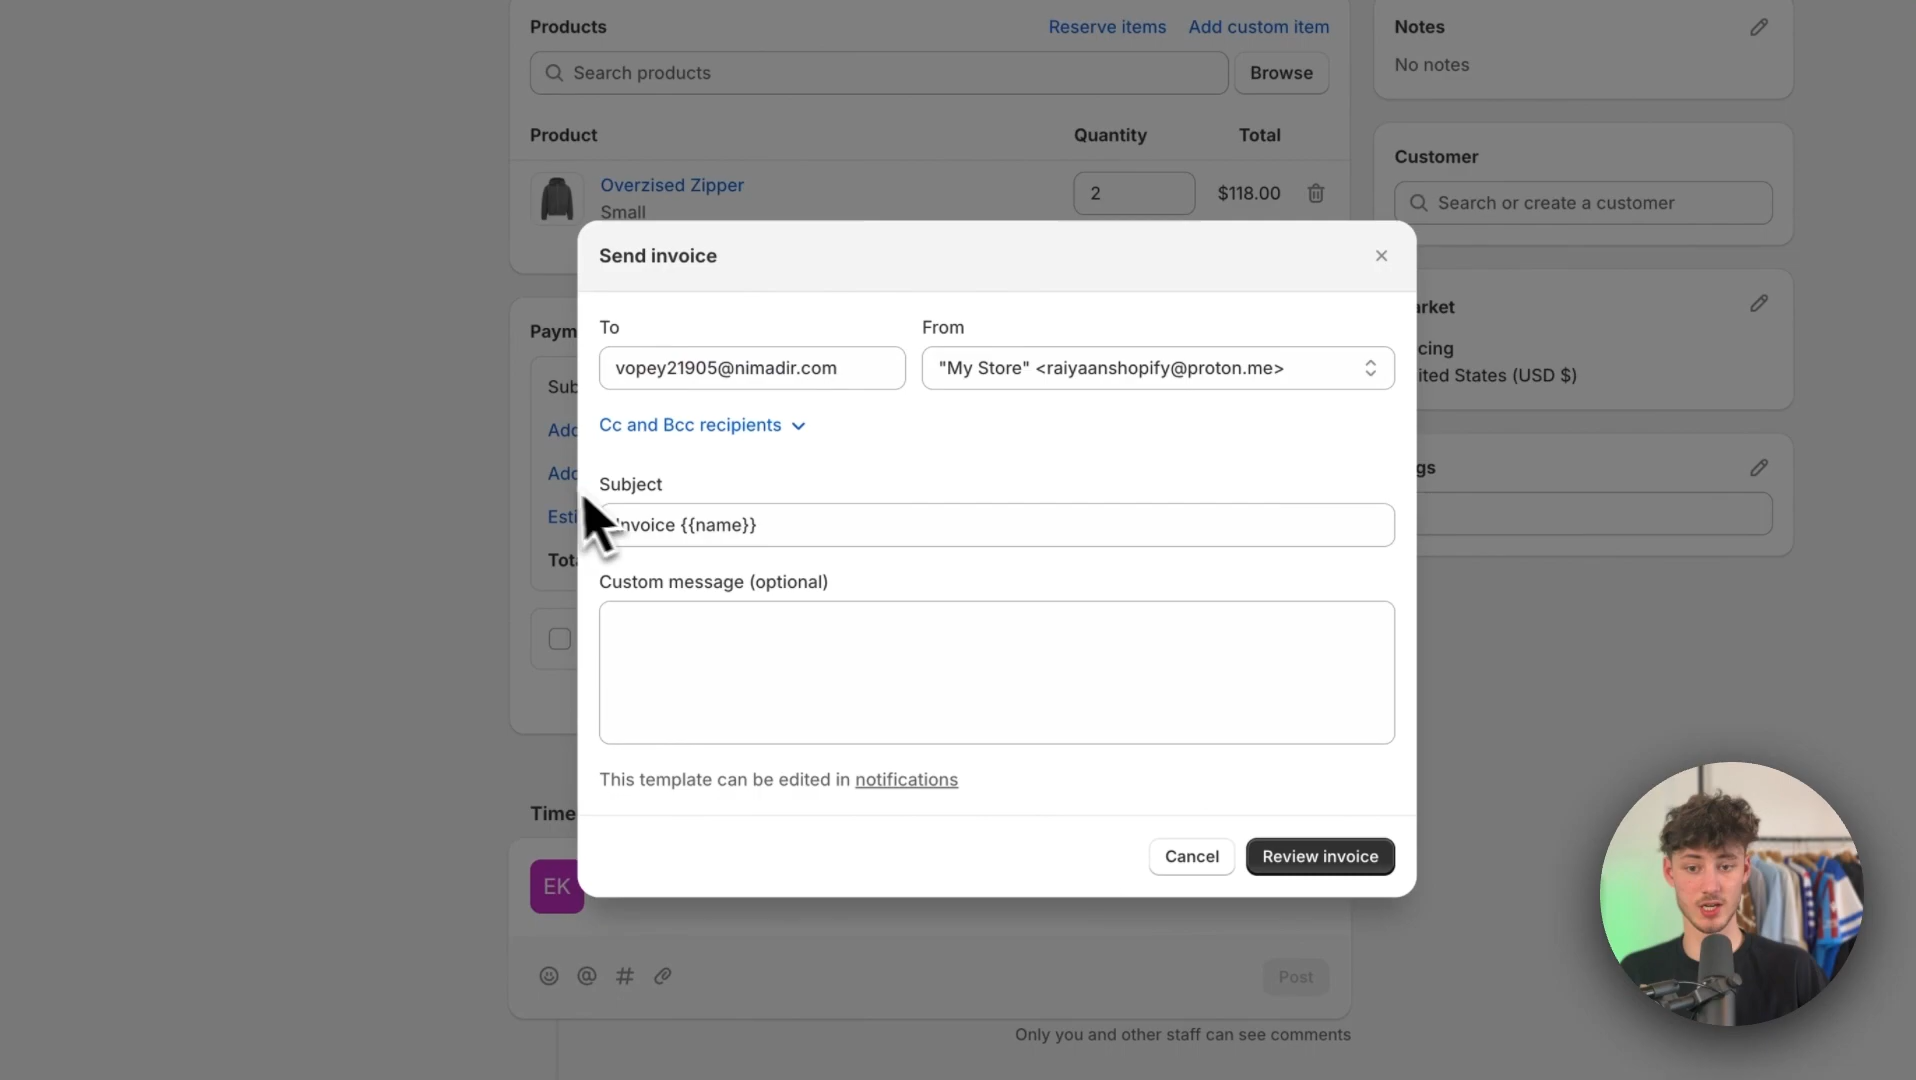 Products
Reserve items
Add custom item
Search products
Browse
Product
Quantity
Total
Overzised Zipper
Small
2
$118.00
Notes
No notes
Customer
Search or create a customer
Send invoice
To
From
vopey21905@nimadir.com
"My Store" <raiyaanshopify@proton.me>
Cc and Bcc recipients
Subject
Invoice {{name}}
Custom message (optional)
This template can be edited in notifications
Cancel
Review invoice
Paym
Sub
Add
Add
Esti
Tota
arket
cing
ited States (USD $)
gs
Time
EK
Post
Only you and other staff can see comments